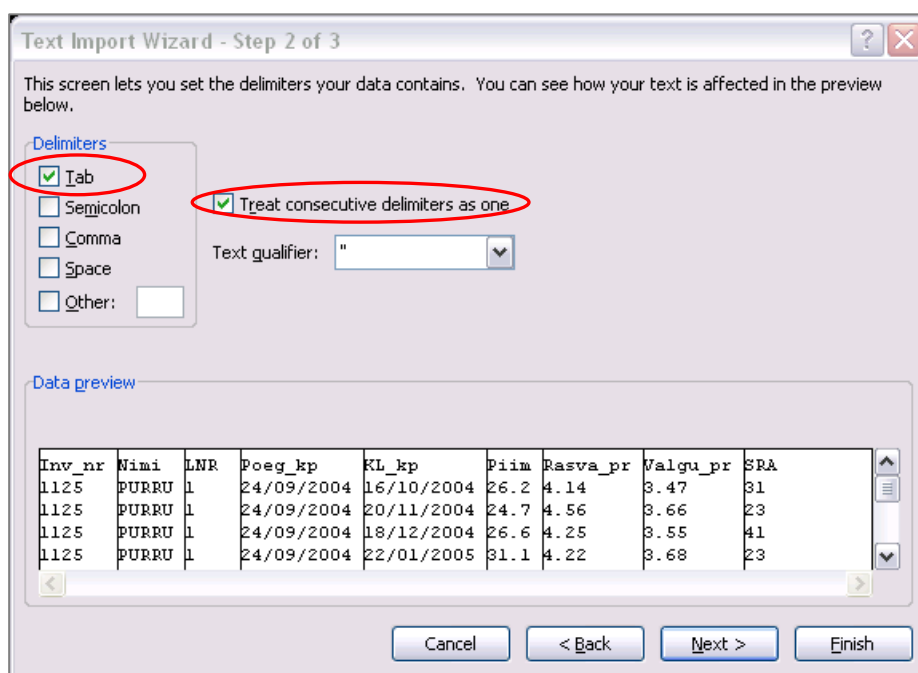 Text Import Wizard - Step 2 of 3
This screen lets you set the delimiters your data contains. You can see how your text is affected in the preview
below.
Delimiters
Tab
Semicolon
Comma
Space
Other:
Treat consecutive delimiters as one
Text qualifier: "
Data preview
Inv_nr Nimi LNR Poeg_kp KL_kp Piim Rasva_pr Valgu_pr SRA
1125 PURRU 1 24/09/2004 16/10/2004 26.2 4.14 3.47 31
1125 PURRU 1 24/09/2004 20/11/2004 24.7 4.56 3.66 23
1125 PURRU 1 24/09/2004 18/12/2004 26.6 4.25 3.55 41
1125 PURRU 1 24/09/2004 22/01/2005 31.1 4.22 3.68 23
Cancel < Back Next > Finish